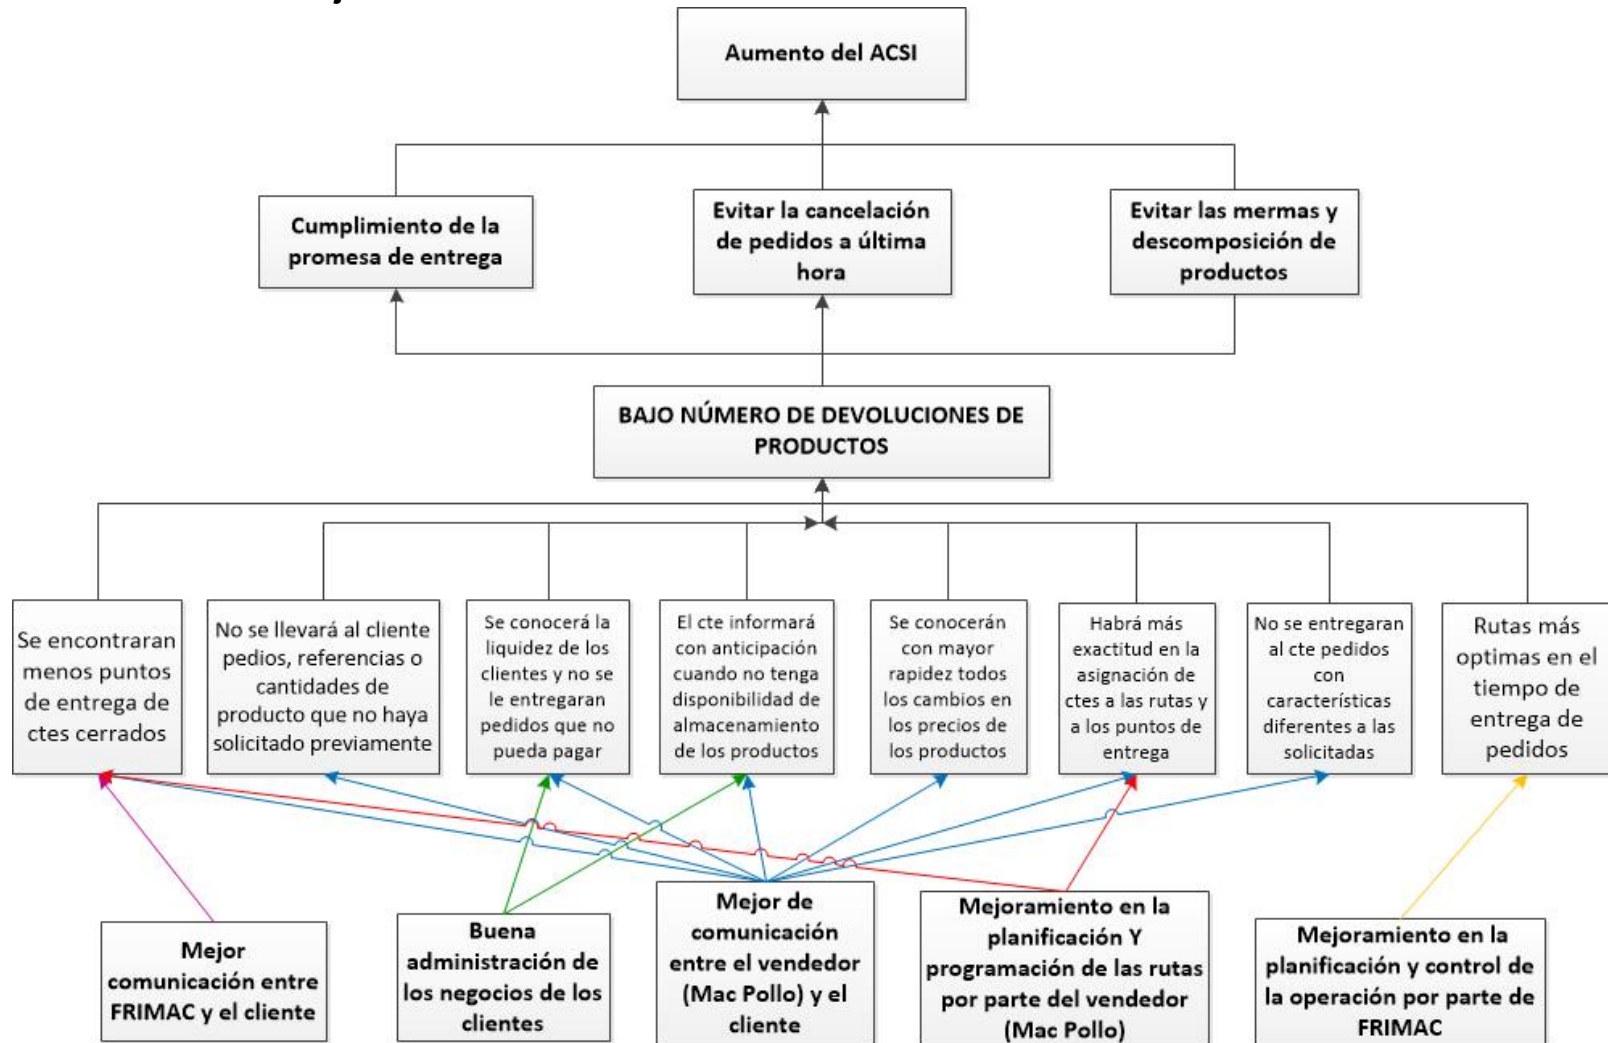 Aumento del ACSI
Cumplimiento de la
promesa de entrega
Evitar la cancelación
de pedidos a última
hora
Evitar las mermas y
descomposición de
productos
BAJO NÚMERO DE DEVOLUCIONES DE
PRODUCTOS
Se encontraran
menos puntos
de entrega de
ctes cerrados
No se llevará al cliente
pedios, referencias o
cantidades de
producto que no haya
solicitado previamente
Se conocerá la
liquidez de los
clientes y no se
le entregaran
pedidos que no
pueda pagar
El cte informará
con anticipación
cuando no tenga
disponibilidad de
almacenamiento
de los productos
Se conocerán
con mayor
rapidez todos
los cambios en
los precios de
los productos
Habrá más
exactitud en la
asignación de
ctes a las rutas y
a los puntos de
entrega
No se entregaran
al cte pedidos
con
características
diferentes a las
solicitadas
Rutas más
optimas en el
tiempo de
entrega de
pedidos
Mejor
comunicación entre
FRIMAC y el cliente
Buena
administración de
los negocios de los
clientes
Mejor de
comunicación
entre el vendedor
(Mac Pollo) y el
cliente
Mejoramiento en la
planificación Y
programación de las rutas
por parte del vendedor
(Mac Pollo)
Mejoramiento en la
planificación y control de
la operación por parte de
FRIMAC